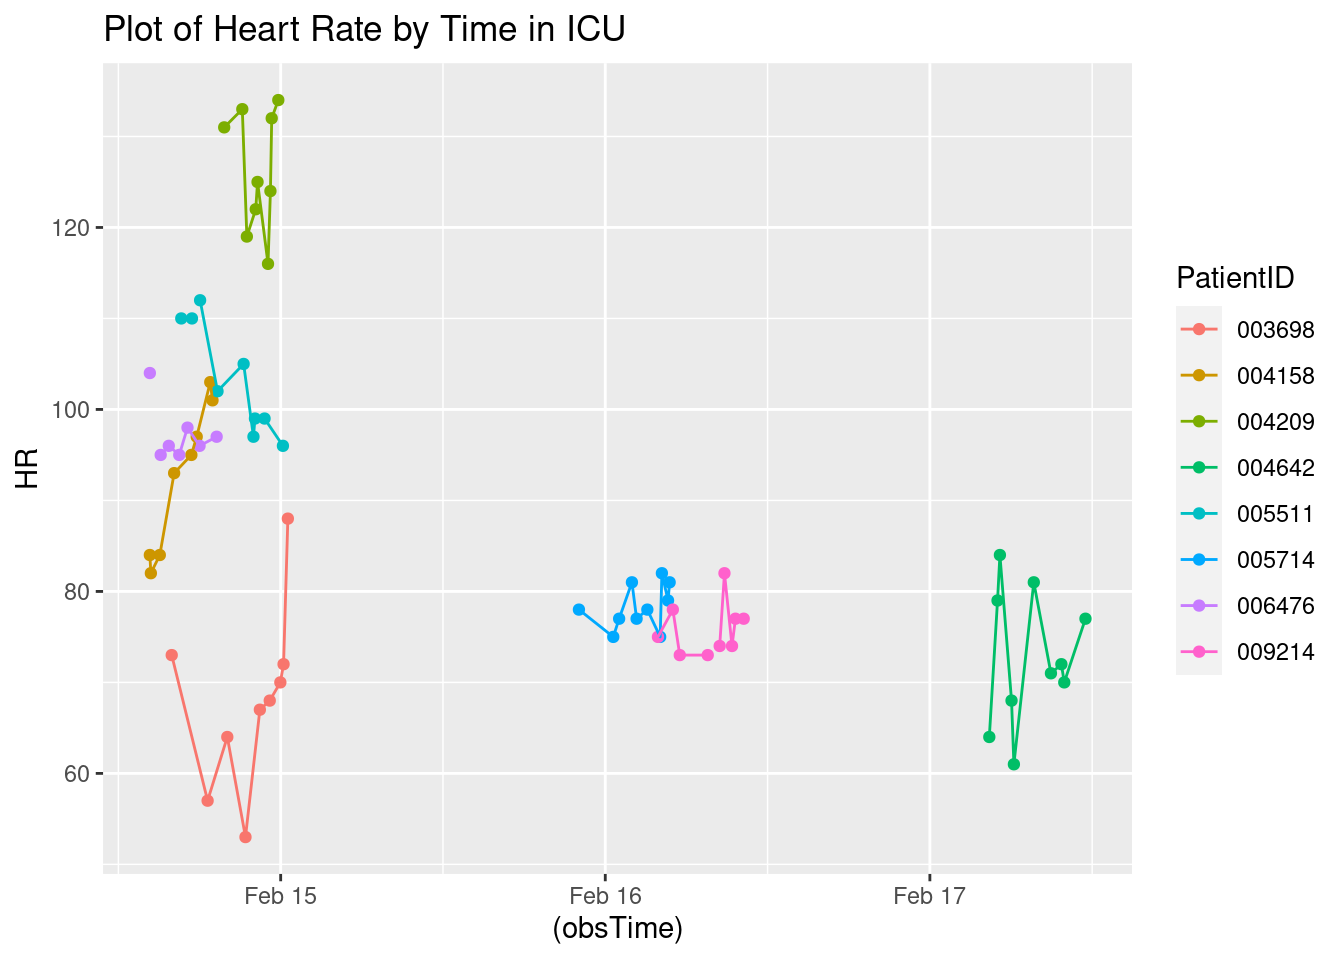 Plot of Heart Rate by Time in ICU
HR
120
100
80
60
Feb 15
Feb 16
Feb 17
(obsTime)
PatientID
003698
004158
004209
004642
005511
005714
006476
009214